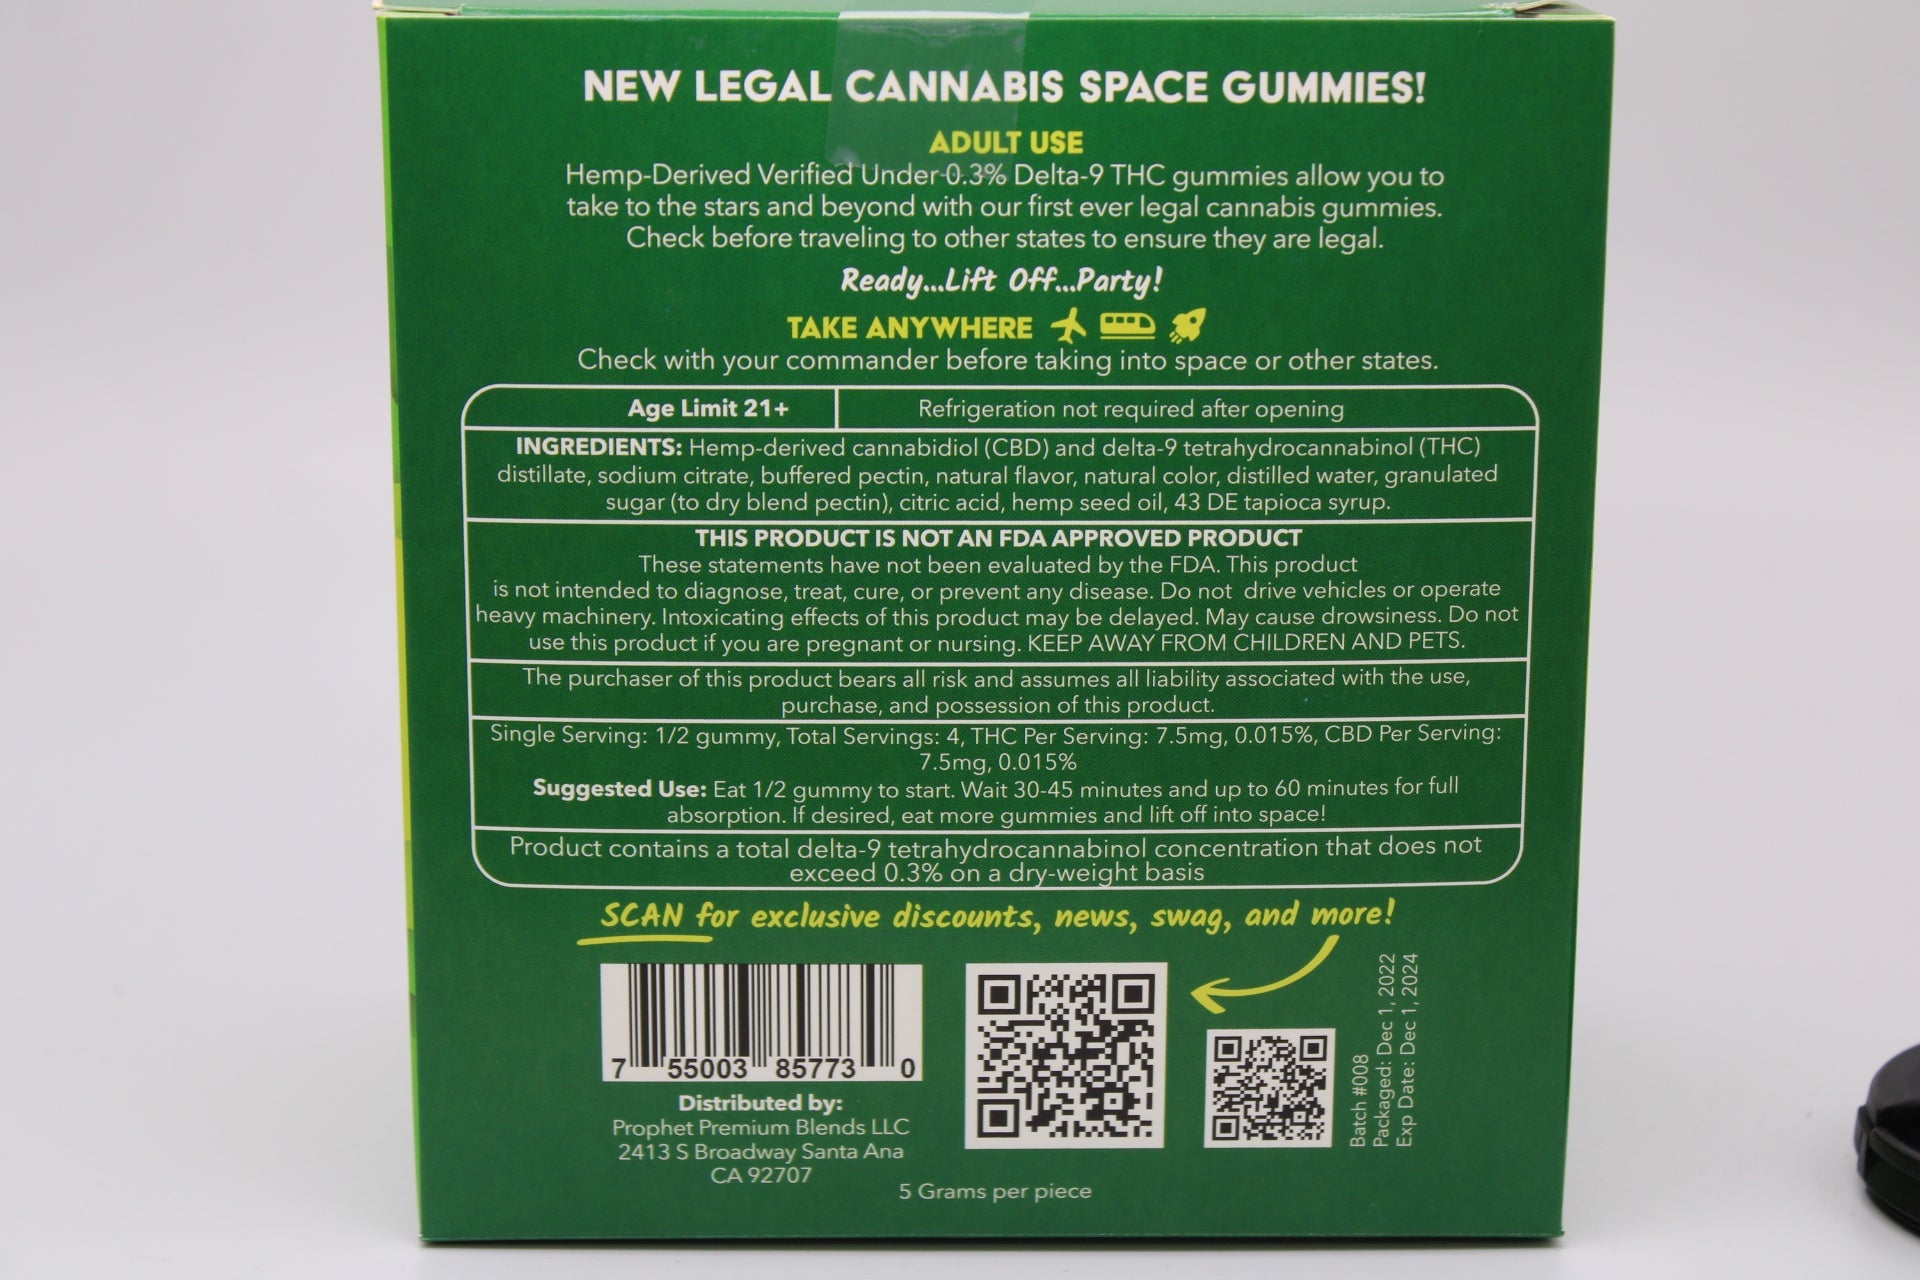 NEW LEGAL CANNABIS SPACE GUMMIES!
ADULT USE
Hemp-Derived Verified Under 0.3% Delta-9 THC gummies allow you to
take to the stars and beyond with our first ever legal cannabis gummies.
Check before traveling to other states to ensure they are legal.
Ready...Lift Off...Party!
TAKE ANYWHERE
Check with your commander before taking into space or other states.
Age Limit 21+
Refrigeration not required after opening
INGREDIENTS: Hemp-derived cannabidiol (CBD) and delta-9 tetrahydrocannabinol (THC)
distillate, sodium citrate, buffered pectin, natural flavor, natural color, distilled water, granulated
sugar (to dry blend pectin), citric acid, hemp seed oil, 43 DE tapioca syrup.
THIS PRODUCT IS NOT AN FDA APPROVED PRODUCT
These statements have not been evaluated by the FDA. This product
is not intended to diagnose, treat, cure, or prevent any disease. Do not drive vehicles or operate
heavy machinery. Intoxicating effects of this product may be delayed. May cause drowsiness. Do not
use this product if you are pregnant or nursing. KEEP AWAY FROM CHILDREN AND PETS.
The purchaser of this product bears all risk and assumes all liability associated with the use,
purchase, and possession of this product.
Single Serving: 1/2 gummy, Total Servings: 4, THC Per Serving: 7.5mg, 0.015%, CBD Per Serving:
7.5mg, 0.015%
Suggested Use: Eat 1/2 gummy to start. Wait 30-45 minutes and up to 60 minutes for full
absorption. If desired, eat more gummies and lift off into space!
Product contains a total delta-9 tetrahydrocannabinol concentration that does not
exceed 0.3% on a dry-weight basis
SCAN for exclusive discounts, news, swag, and more!
7 55003 85773 0
Distributed by:
Prophet Premium Blends LLC
2413 S Broadway Santa Ana
CA 92707
5 Grams per piece
Batch #008
Packaged: Dec 1, 2022
Exp Date: Dec 1, 2024